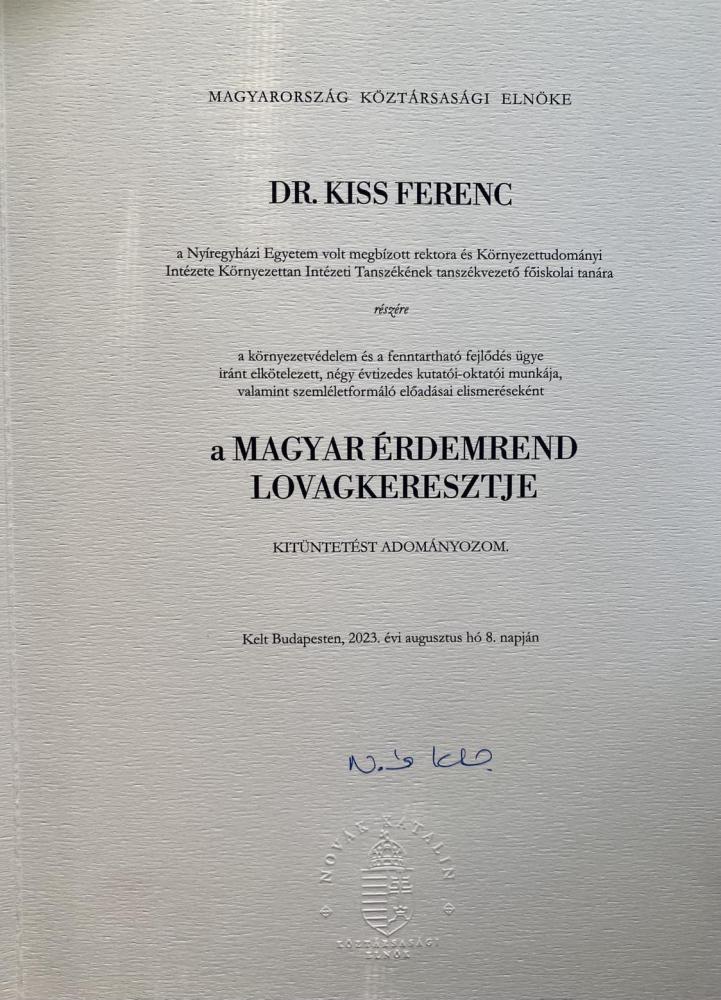 MAGYARORSZÁG KÖZTÁRSASÁGI ELNÖKE
DR. KISS FERENC
a Nyíregyházi Egyetem volt megbízott rektora és Környezettudományi
Intézete Környezettan Intézeti Tanszékének tanszékvezető főiskolai tanára
részére
a környezetvédelem és a fenntartható fejlődés ügye
iránt elkötelezett, négy évtizedes kutatói-oktatói munkája,
valamint szemléletformáló előadásai elismeréseként
a MAGYAR ÉRDEMREND
LOVAGKERESZTJE
KITÜNTETÉST ADOMÁNYOZOM.
Kelt Budapesten, 2023. évi augusztus hó 8. napján
NOVÁK KATALIN
KÖZTÁRSASÁGI
ELNÖK